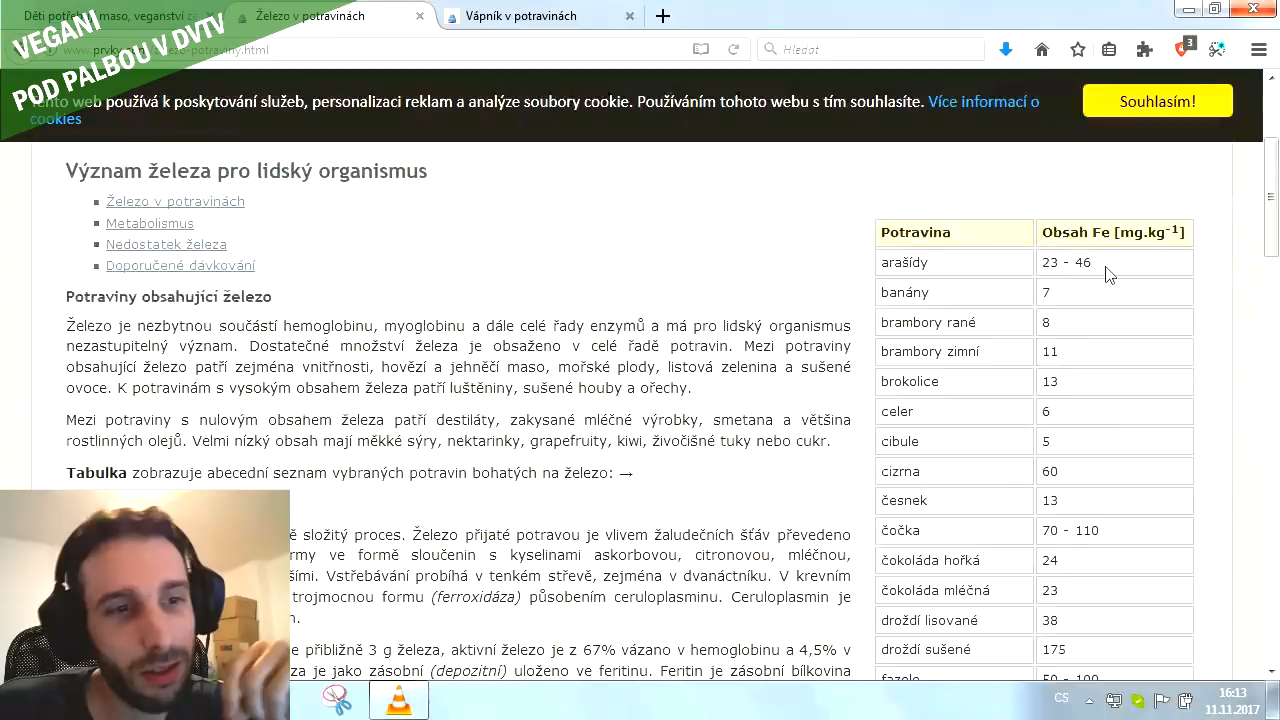 VEGANI
POD PALBOU V DVTV
Děti potře maso, veganství za
Železo v potravinách
Vápník v potravinách
Hledat
3
Tento web používá k poskytování služeb, personalizaci reklam a analýze soubory cookie. Používáním tohoto webu s tím souhlasíte. Více informací o
cookies
Souhlasím!
Význam železa pro lidský organismus
Železo v potravinách
Metabolismus
Nedostatek železa
Doporučené dávkování
Potraviny obsahující železo
Železo je nezbytnou součástí hemoglobinu, myoglobinu a dále celé řady enzymů a má pro lidský organismus
nezastupitelný význam. Dostatečné množství železa je obsaženo v celé řadě potravin. Mezi potraviny
obsahující železo patří zejména vnitřnosti, hovězí a jehněčí maso, mořské plody, listová zelenina a sušené
ovoce. K potravinám s vysokým obsahem železa patří luštěniny, sušené houby a ořechy.
Mezi potraviny s nulovým obsahem železa patří destiláty, zakysané mléčné výrobky, smetana a většina
rostlinných olejů. Velmi nízký obsah mají měkké sýry, nektarinky, grapefruity, kiwi, živočišné tuky nebo cukr.
Tabulka zobrazuje abecední seznam vybraných potravin bohatých na železo: →
ě složitý proces. Železo přijaté potravou je vlivem žaludečních šťáv převedeno
rmy ve formě sloučenin s kyselinami askorbovou, citronovou, mléčnou,
šími. Vstřebávání probíhá v tenkém střevě, zejména v dvanáctníku. V krevním
trojmocnou formu (ferroxidáza) působením ceruloplasminu. Ceruloplasmin je
n.
e přibližně 3 g železa, aktivní železo je z 67% vázano v hemoglobinu a 4,5% v
za je jako zásobní (depozitní) uloženo ve feritinu. Feritin je zásobní bílkovina
Potravina Obsah Fe [mg.kg-1]
arašídy 23 - 46
banány 7
brambory rané 8
brambory zimní 11
brokolice 13
celer 6
cibule 5
cizrna 60
česnek 13
čočka 70 - 110
čokoláda hořká 24
čokoláda mléčná 23
droždí lisované 38
droždí sušené 175
fazole 50 - 100
CS
16:13
11.11.2017